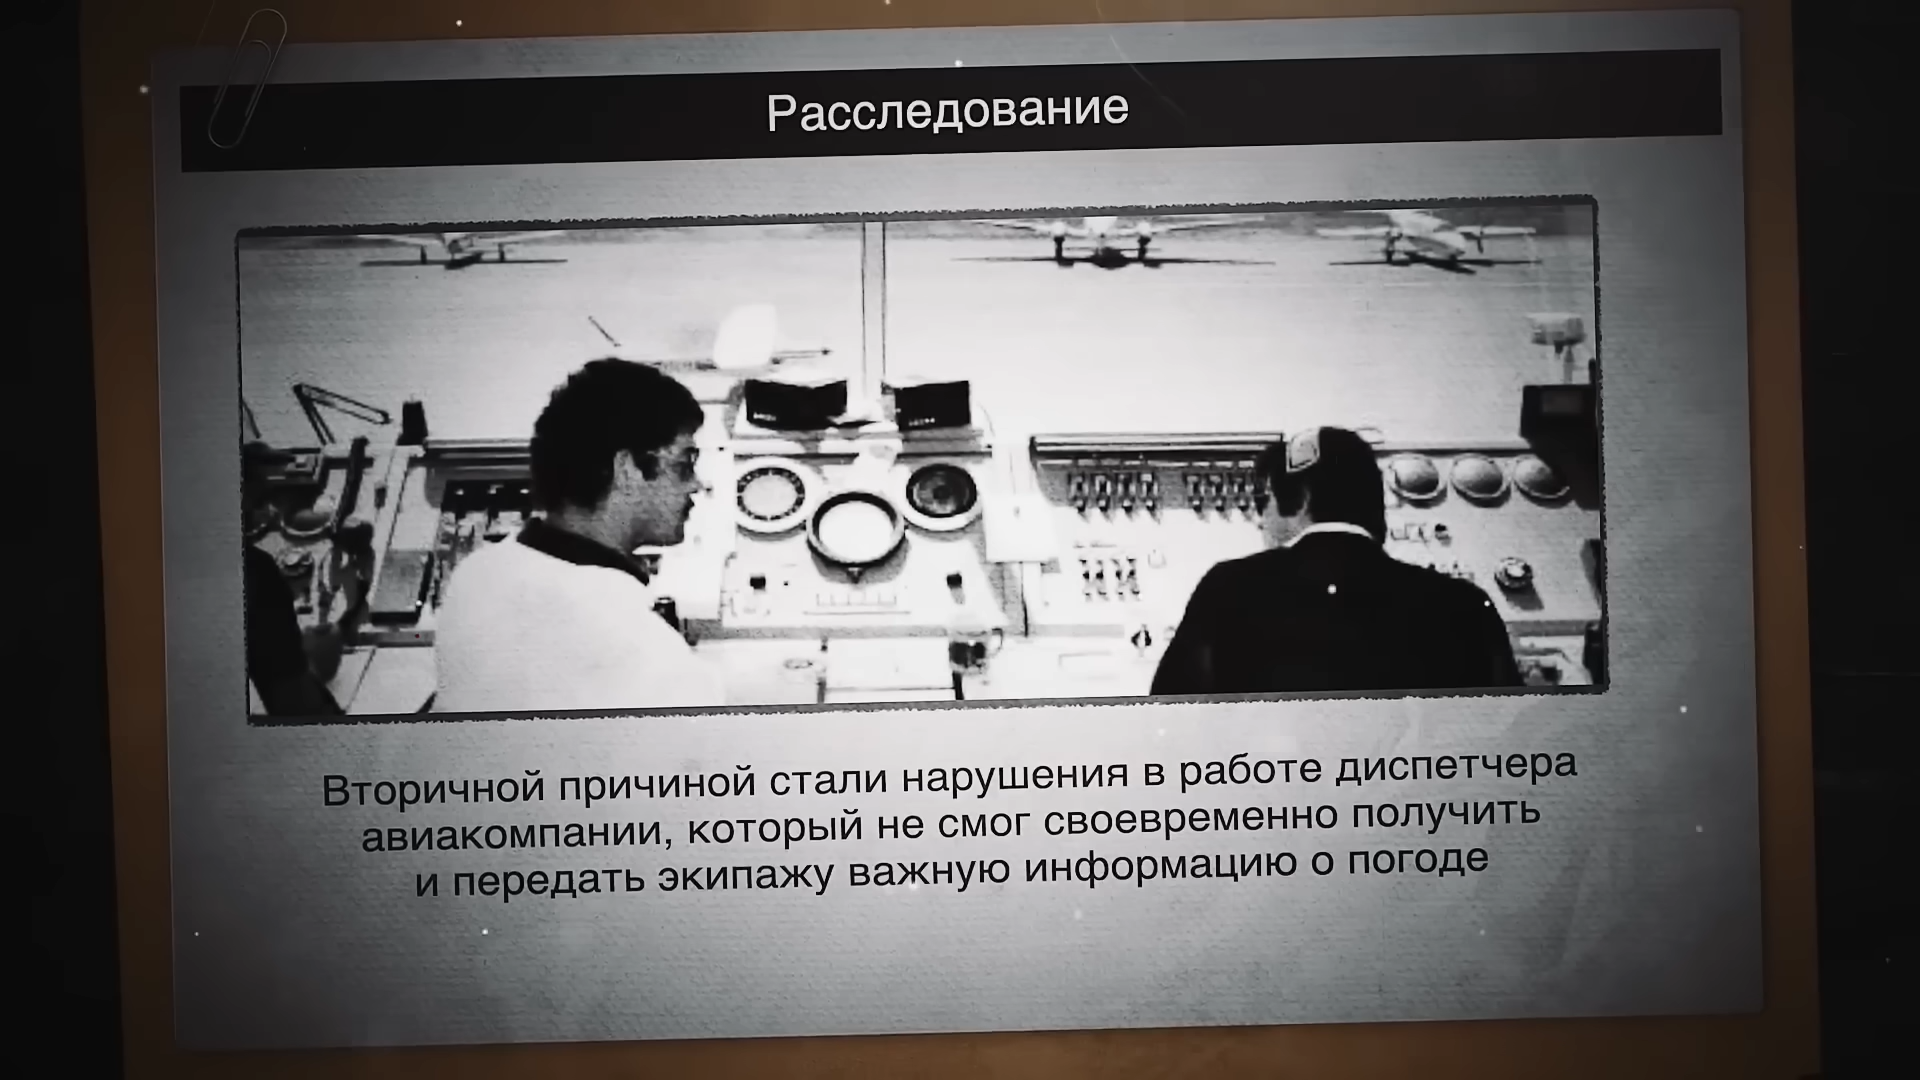 Расследование
Вторичной причиной стали нарушения в работе диспетчера
авиакомпании, который не смог своевременно получить
и передать экипажу важную информацию о погоде